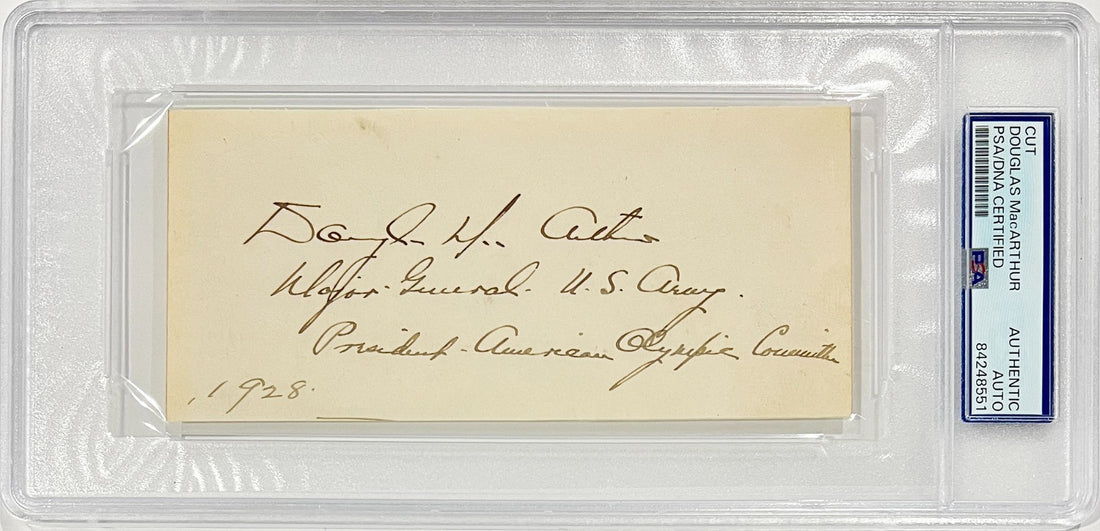 Douglas MacArthur
Major-General-U.S. Army.
President-American Olympic Committee
, 1928.
CUT
DOUGLAS MacARTHUR
PSA/DNA CERTIFIED
PSA
AUTHENTIC
AUTO
84248551